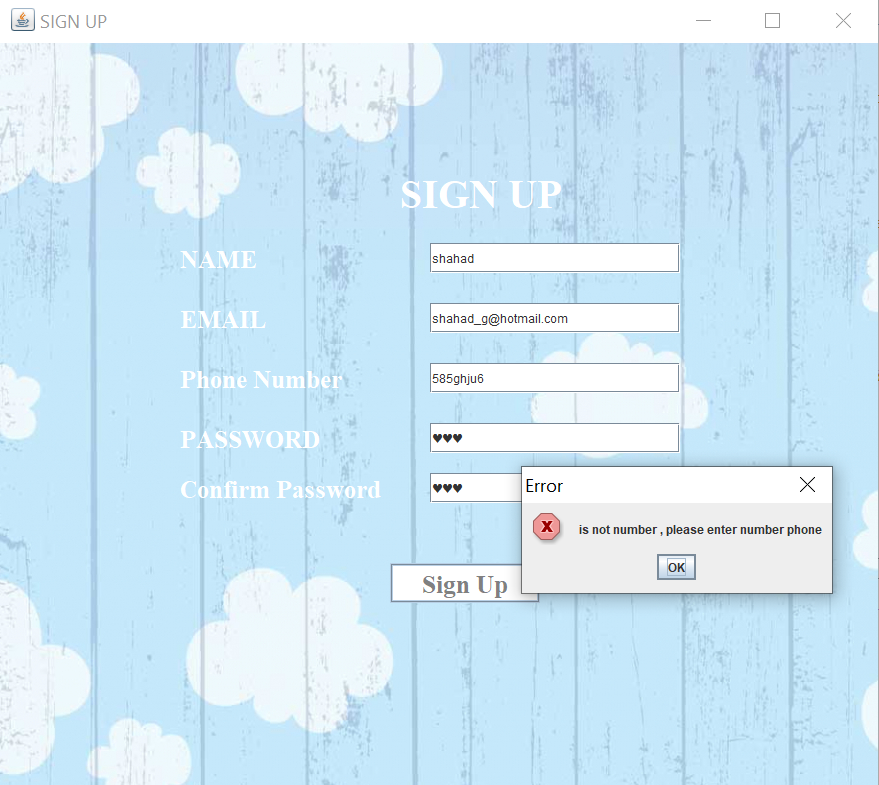 SIGN UP
SIGN UP
NAME
shahad
EMAIL
shahad_g@hotmail.com
Phone Number
585ghju6
PASSWORD
♥♥♥
Confirm Password
♥♥♥
Error
is not number , please enter number phone
OK
Sign Up